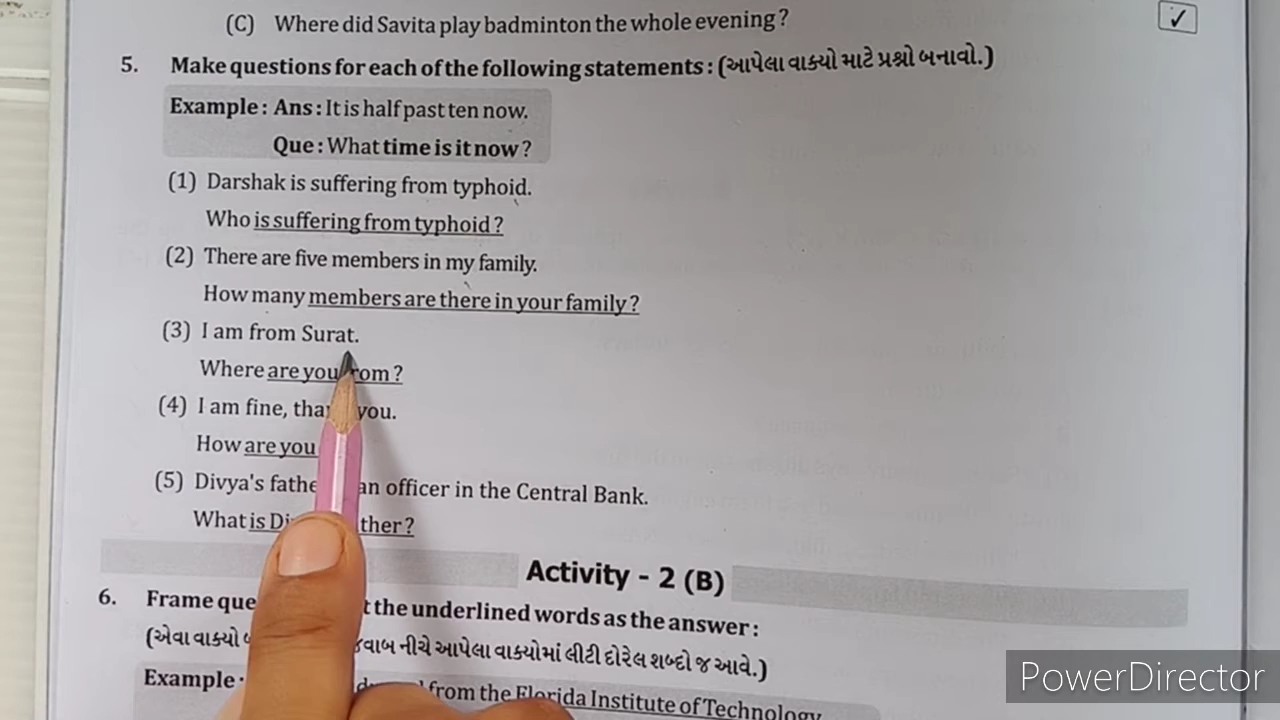 (C) Where did Savita play badminton the whole evening?
✓
5. Make questions for each of the following statements : (આપેલા વાક્યો માટે પ્રશ્નો બનાવો.)
Example : Ans : It is half past ten now.
Que : What time is it now ?
(1) Darshak is suffering from typhoid.
Who is suffering from typhoid ?
(2) There are five members in my family.
How many members are there in your family ?
(3) I am from Surat.
Where are you from ?
(4) I am fine, thank you.
How are you
(5) Divya's father an officer in the Central Bank.
What is
Activity - 2 (B)
6. Frame the underlined words as the answer :
(એવા વાક્યો જવાબ નીચે આપેલા વાક્યોમાં લીટી દોરેલ શબ્દો જ આવે.)
Example from the Florida Institute of Technology
PowerDirector